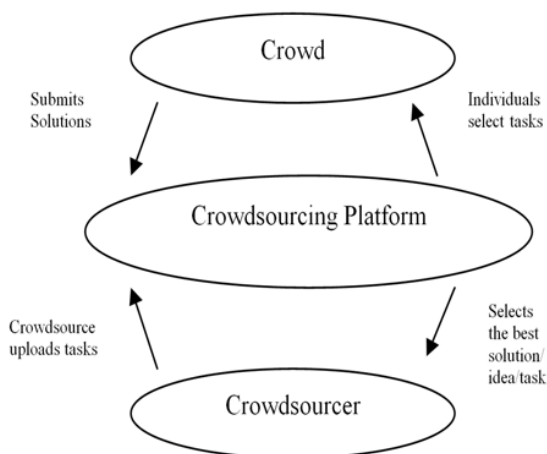 Crowd
Submits
Solutions
Individuals
select tasks
Crowdsourcing Platform
Crowdsource
uploads tasks
Selects
the best
solution/
idea/task
Crowdsourcer